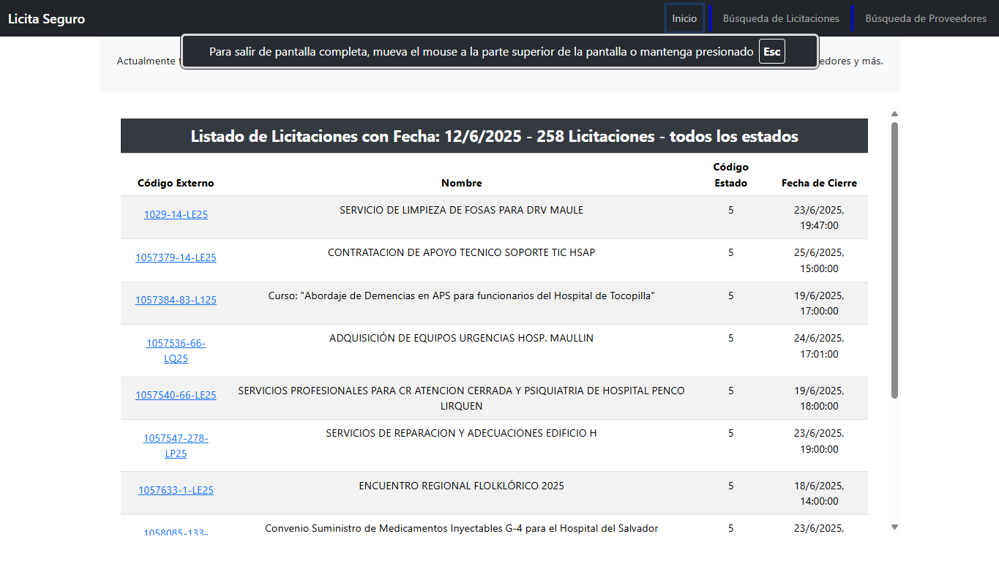 Licita Seguro
Inicio
Búsqueda de Licitaciones
Búsqueda de Proveedores
Para salir de pantalla completa, mueva el mouse a la parte superior de la pantalla o mantenga presionado Esc
Actualmente
edores y más.
Listado de Licitaciones con Fecha: 12/6/2025 - 258 Licitaciones - todos los estados
Código Externo
Nombre
Código
Estado
Fecha de Cierre
1029-14-LE25
SERVICIO DE LIMPIEZA DE FOSAS PARA DRV MAULE
5
23/6/2025,
19:47:00
1057379-14-LE25
CONTRATACION DE APOYO TECNICO SOPORTE TIC HSAP
5
25/6/2025,
15:00:00
1057384-83-L125
Curso: "Abordaje de Demencias en APS para funcionarios del Hospital de Tocopilla"
5
19/6/2025,
17:00:00
1057536-66-
LQ25
ADQUISICIÓN DE EQUIPOS URGENCIAS HOSP. MAULLIN
5
24/6/2025,
17:01:00
1057540-66-LE25
SERVICIOS PROFESIONALES PARA CR ATENCION CERRADA Y PSIQUIATRIA DE HOSPITAL PENCO
LIRQUEN
5
19/6/2025,
18:00:00
1057547-278-
LP25
SERVICIOS DE REPARACION Y ADECUACIONES EDIFICIO H
5
23/6/2025,
19:00:00
1057633-1-LE25
ENCUENTRO REGIONAL FLOLKLÓRICO 2025
5
18/6/2025,
14:00:00
1058085-133-
Convenio Suministro de Medicamentos Inyectables G-4 para el Hospital del Salvador
5
23/6/2025,